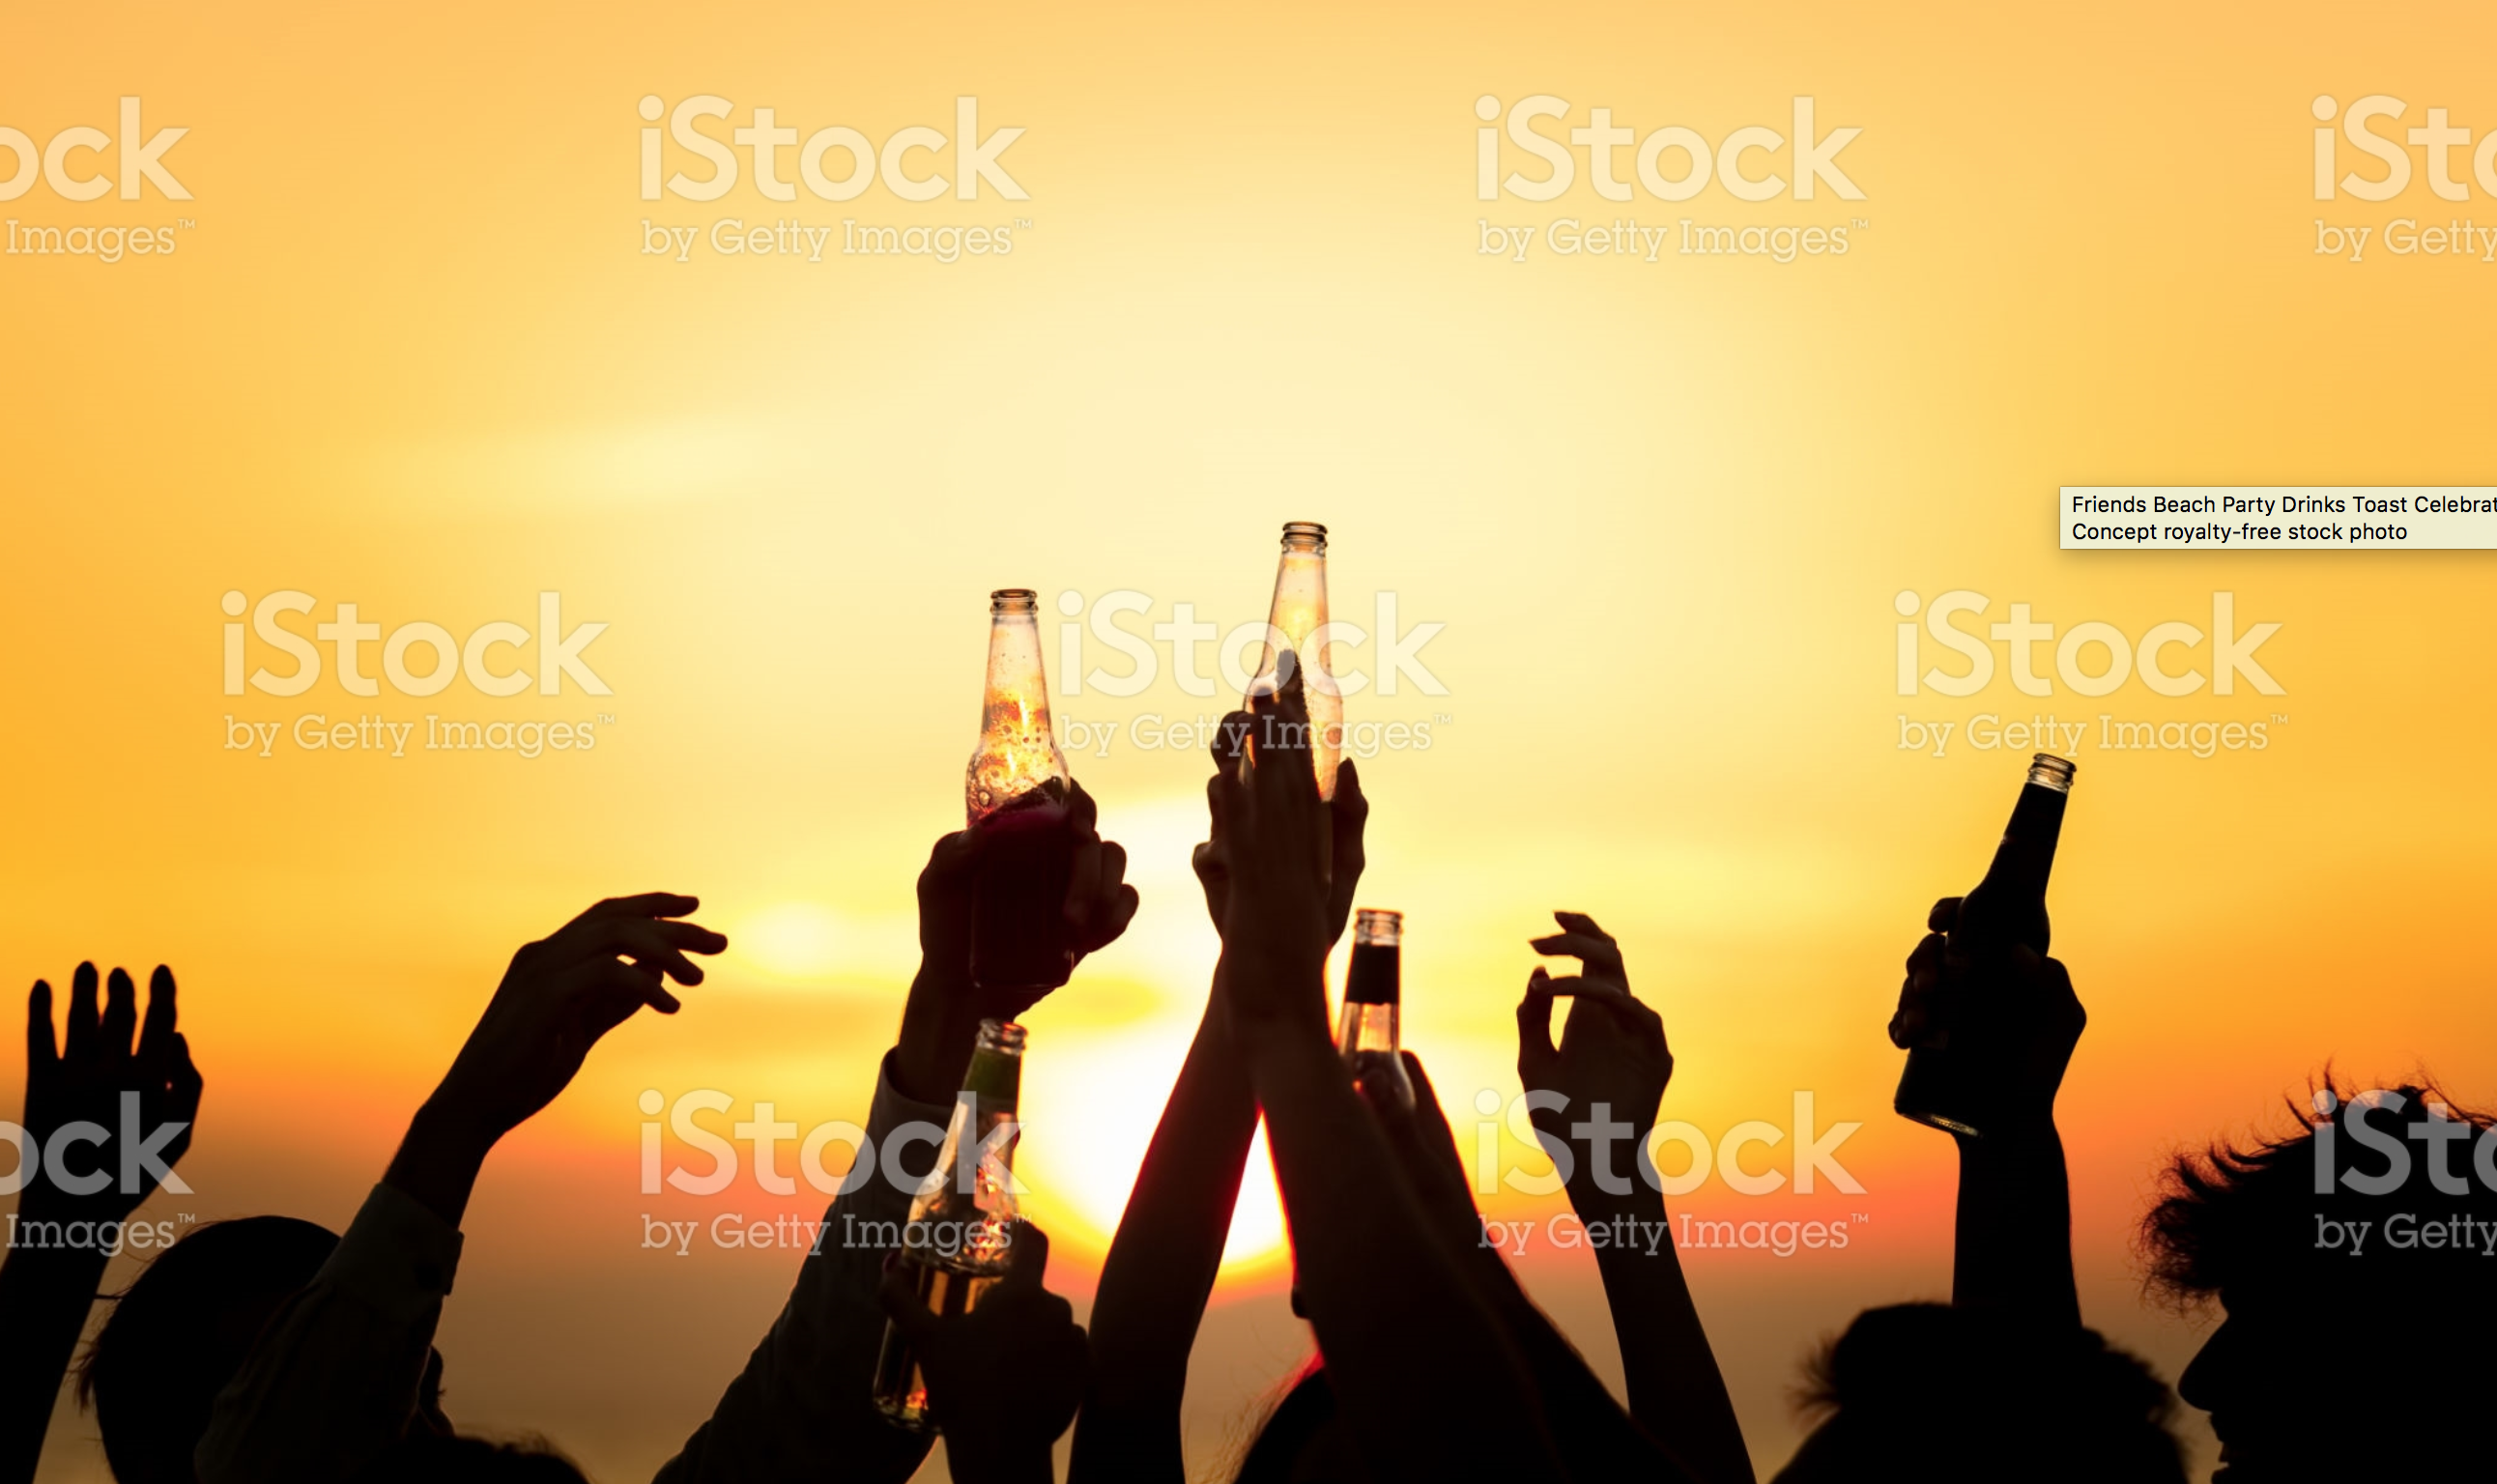 ock iStock iStock iSto
Images™ by Getty Images™ by Getty Images™ by Getty
Friends Beach Party Drinks Toast Celebrat
Concept royalty-free stock photo
iStock iStock iStock
by Getty Images™ by Getty Images™ by Getty Images™
ock iStock iStock iSto
Images™ by Getty Images™ by Getty Images™ by Getty